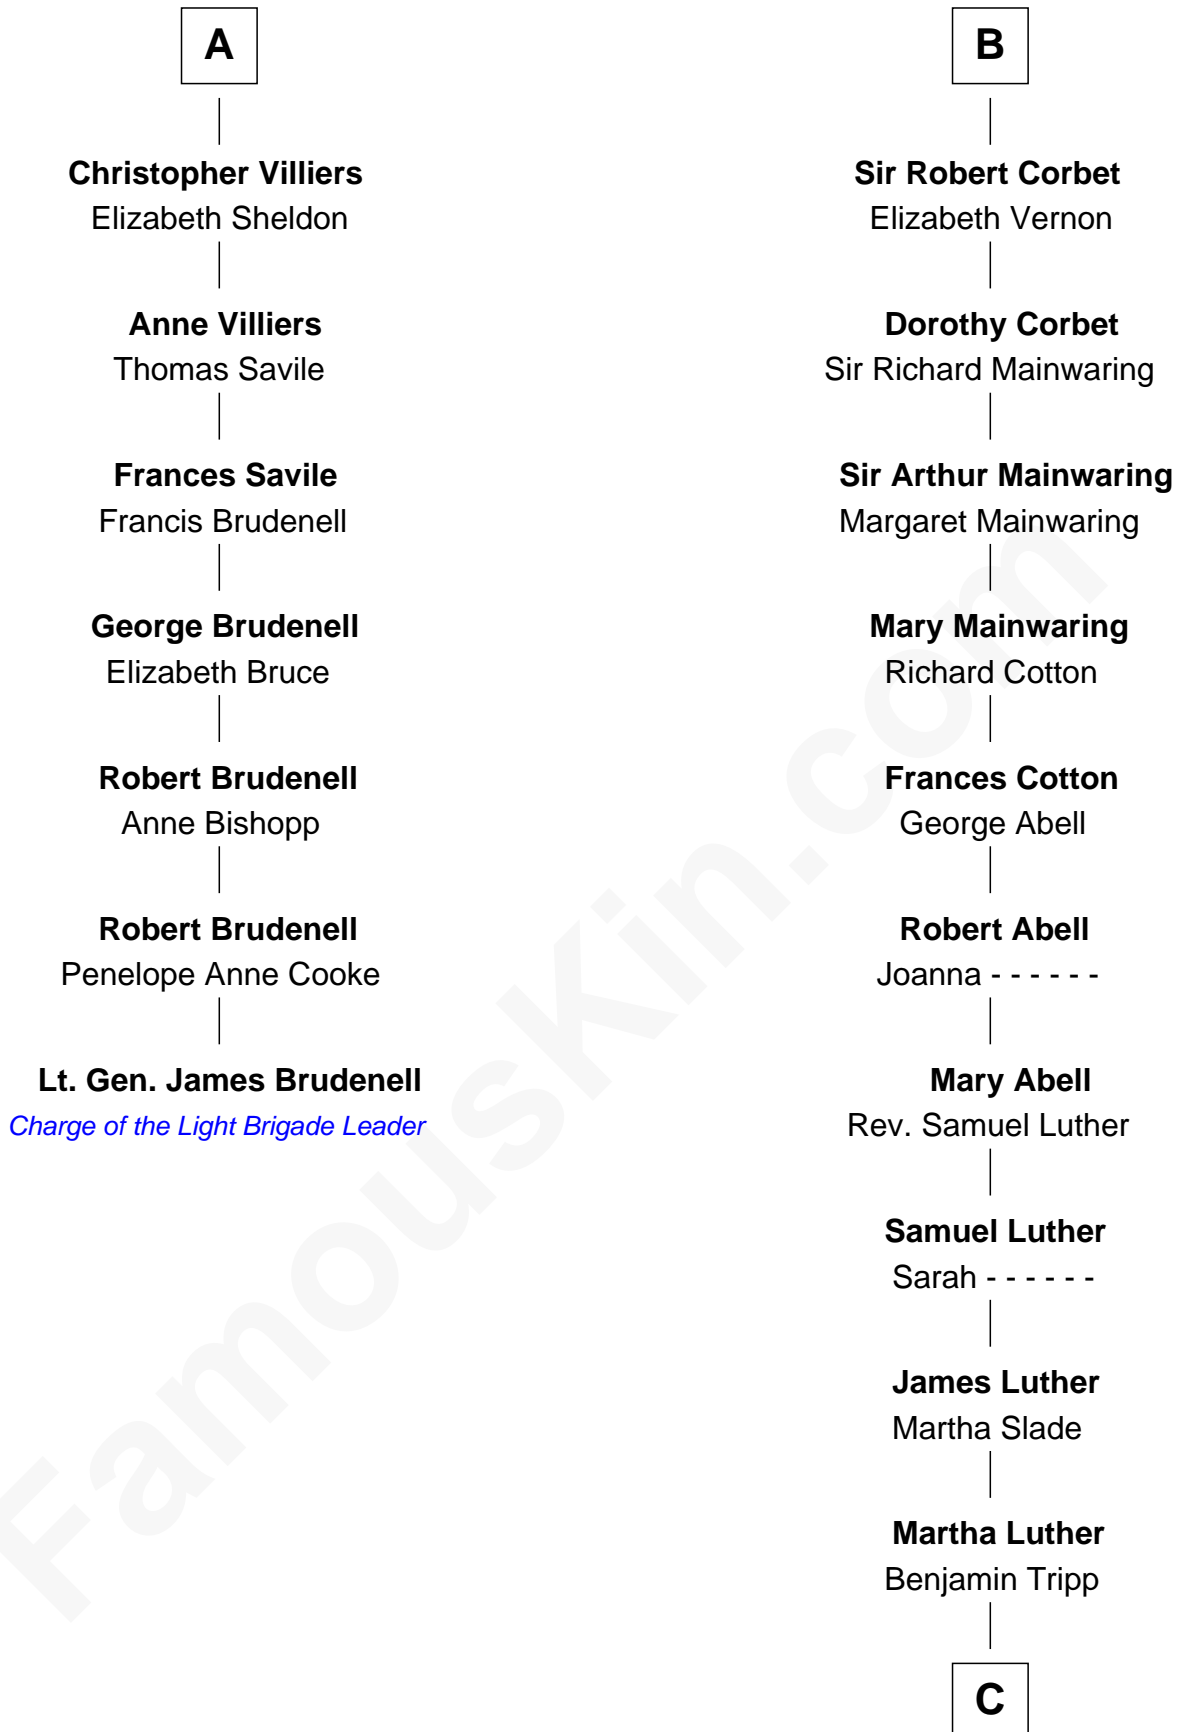 A
Christopher Villiers
Elizabeth Sheldon
Anne Villiers
Thomas Savile
Frances Savile
Francis Brudenell
George Brudenell
Elizabeth Bruce
Robert Brudenell
Anne Bishopp
Robert Brudenell
Penelope Anne Cooke
Lt. Gen. James Brudenell
Charge of the Light Brigade Leader
B
Sir Robert Corbet
Elizabeth Vernon
Dorothy Corbet
Sir Richard Mainwaring
Sir Arthur Mainwaring
Margaret Mainwaring
Mary Mainwaring
Richard Cotton
Frances Cotton
George Abell
Robert Abell
Joanna - - - - - -
Mary Abell
Rev. Samuel Luther
Samuel Luther
Sarah - - - - - -
James Luther
Martha Slade
Martha Luther
Benjamin Tripp
C
FamousKin.com